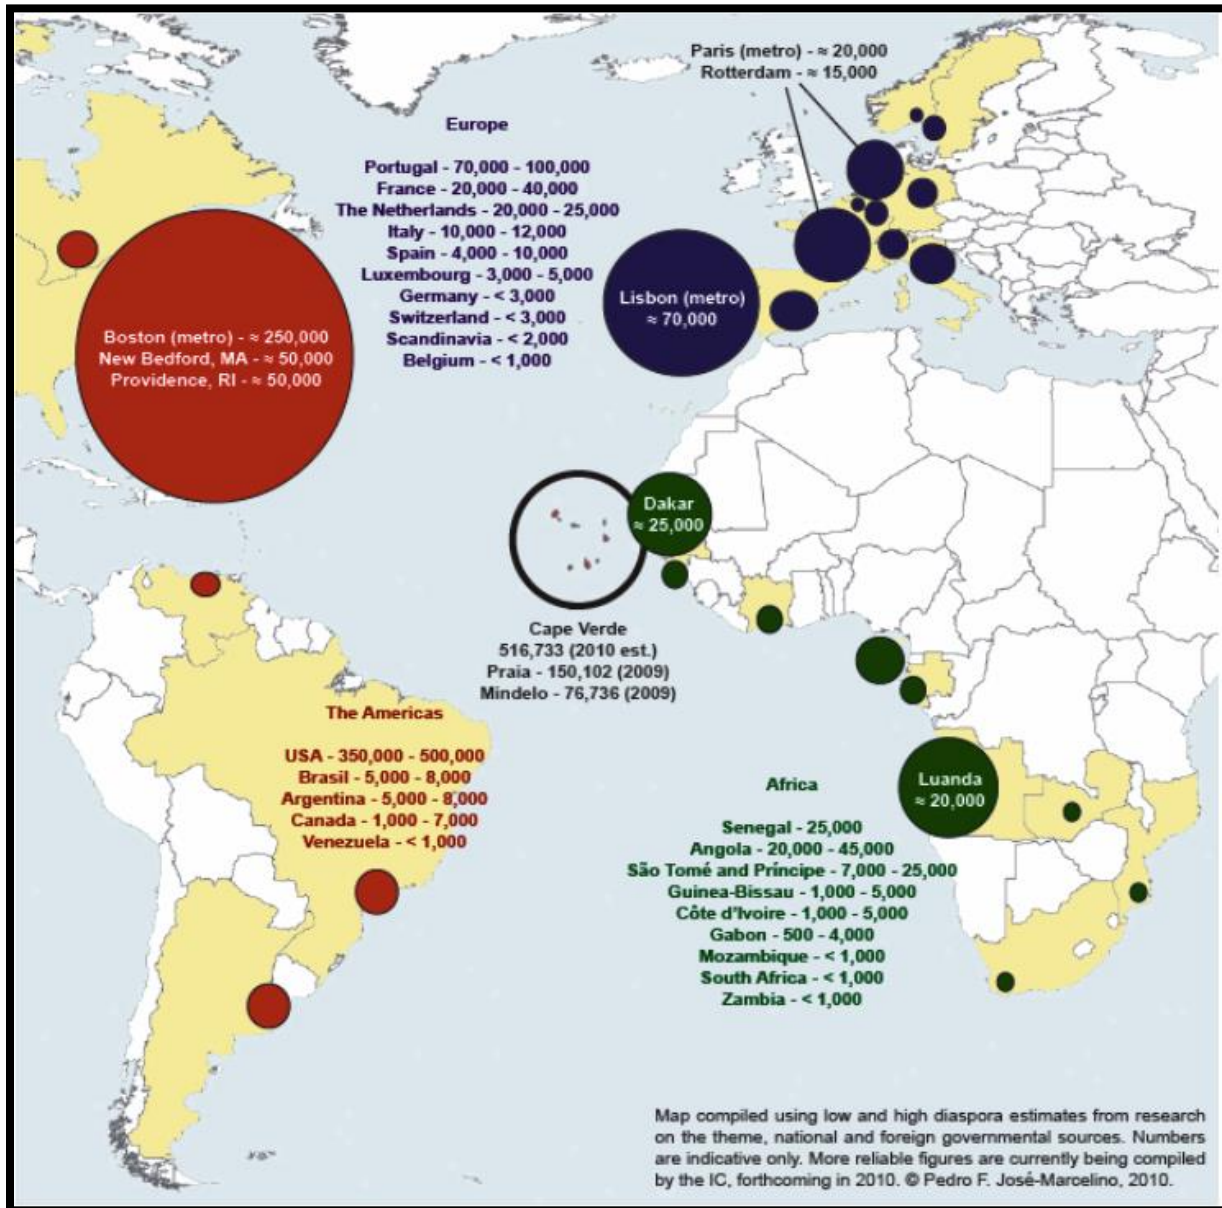 Paris (metro) - ≈ 20,000
Rotterdam - ≈ 15,000
Europe
Portugal - 70,000 - 100,000
France - 20,000 - 40,000
The Netherlands - 20,000 - 25,000
Italy - 10,000 - 12,000
Spain - 4,000 - 10,000
Luxembourg - 3,000 - 5,000
Germany - < 3,000
Switzerland - < 3,000
Scandinavia - < 2,000
Belgium - < 1,000
Lisbon (metro)
≈ 70,000
Boston (metro) - ≈ 250,000
New Bedford, MA - ≈ 50,000
Providence, RI - ≈ 50,000
Dakar
≈ 25,000
Cape Verde
516,733 (2010 est.)
Praia - 150,102 (2009)
Mindelo - 76,736 (2009)
The Americas
USA - 350,000 - 500,000
Brasil - 5,000 - 8,000
Argentina - 5,000 - 8,000
Canada - 1,000 - 7,000
Venezuela - < 1,000
Luanda
≈ 20,000
Africa
Senegal - 25,000
Angola - 20,000 - 45,000
São Tomé and Príncipe - 7,000 - 25,000
Guinea-Bissau - 1,000 - 5,000
Côte d'Ivoire - 1,000 - 5,000
Gabon - 500 - 4,000
Mozambique - < 1,000
South Africa - < 1,000
Zambia - < 1,000
Map compiled using low and high diaspora estimates from research
on the theme, national and foreign governmental sources. Numbers
are indicative only. More reliable figures are currently being compiled
by the IC, forthcoming in 2010. © Pedro F. José-Marcelino, 2010.